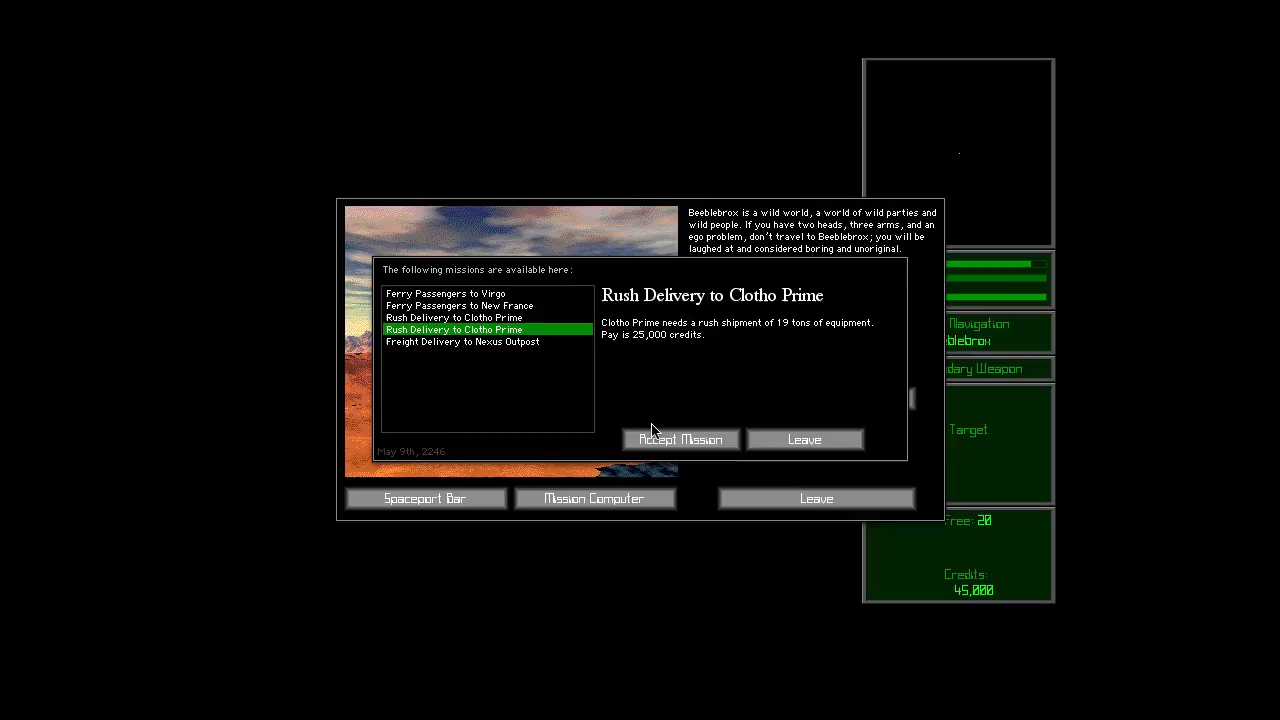 Beeblebrox is a wild world, a world of wild parties and
wild people. If you have two heads, three arms, and an
ego problem, don't travel to Beeblebrox; you will be
laughed at and considered boring and unoriginal.
The following missions are available here:
Ferry Passengers to Virgo
Ferry Passengers to New France
Rush Delivery to Clotho Prime
Rush Delivery to Clotho Prime
Freight Delivery to Nexus Outpost
May 9th, 2246
Rush Delivery to Clotho Prime
Clotho Prime needs a rush shipment of 19 tons of equipment.
Pay is 25,000 credits.
Accept Mission
Leave
Spaceport Bar
Mission Computer
Leave
Navigation
eblebrox
dary Weapon
Target
Free: 20
Credits:
45,000